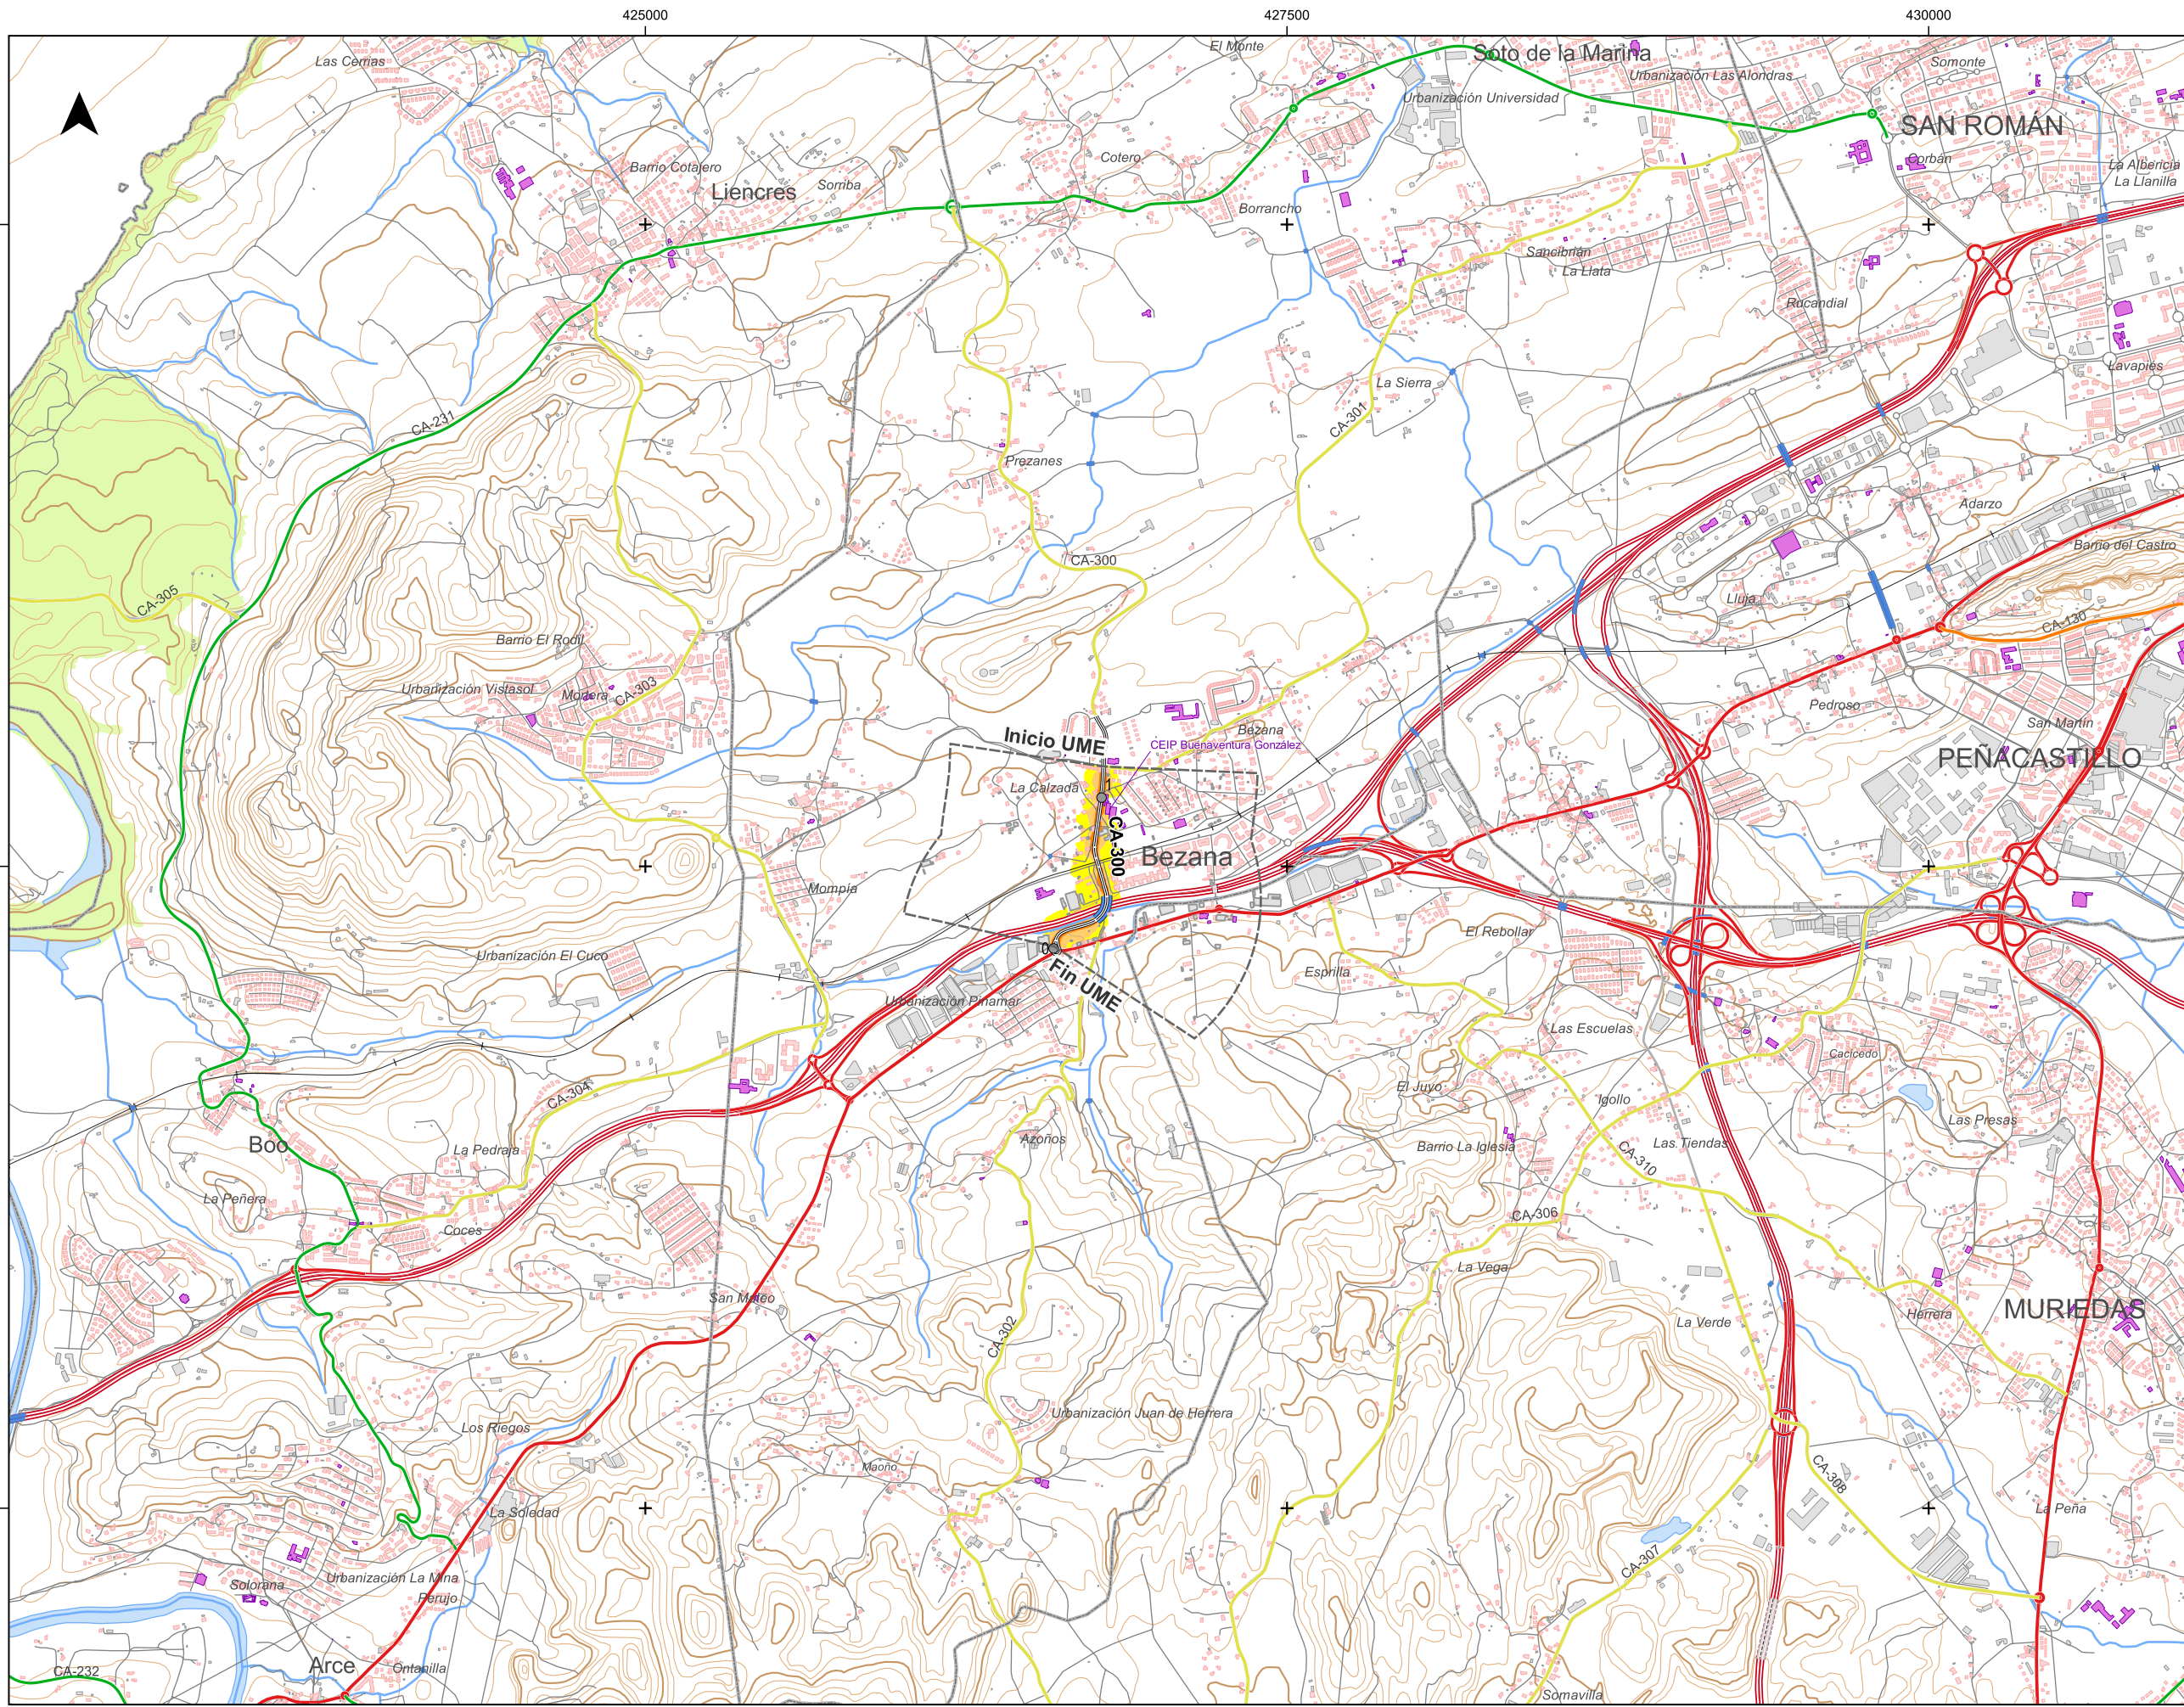 425000
427500
430000
Las Cerrias
El Monte
Soto de la Marina
Urbanización Las Alondras
Somonte
Urbanización Universidad
SAN ROMÁN
Corbán
La Albericia
La Llanilla
Barrio Cotajero
Liencres
Sorriba
Cotero
Borrancho
Sancibrián
La Llata
Rucandial
Lavapiés
La Sierra
CA-231
CA-301
Prezanes
Adarzo
Barrio del Castro
CA-300
CA-305
Lluja
CA-130
Barrio El Rodil
Urbanización Vistasol
Mortera
CA-303
Pedroso
San Martín
Inicio UME
Bezana
CEIP Buenaventura González
PEÑACASTILLO
La Calzada
1
CA-300
Bezana
Mompía
El Rebollar
Urbanización El Cuco
0
Fin UME
Esprilla
Urbanización Pinamar
Las Escuelas
Cacicedo
CA-304
El Juyo
Igollo
Las Presas
Boo
La Pedraja
Azoños
Barrio La Iglesia
Las Tiendas
CA-310
La Peñera
Coces
CA-306
La Vega
San Mateo
Herrera
MURIEDAS
La Verde
CA-302
Urbanización Juan de Herrera
Los Riegos
Maoño
CA-308
La Soledad
La Peña
CA-307
Solorana
Urbanización La Mina
Perujo
CA-232
Arce
Ontanilla
Somavilla